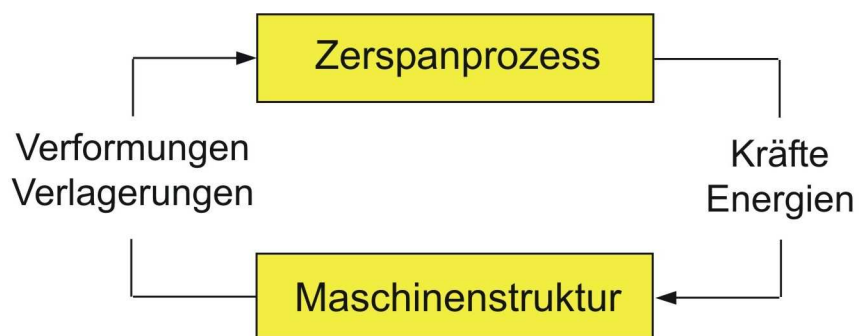 Zerspanprozess
Verformungen
Verlagerungen
Kräfte
Energien
Maschinenstruktur